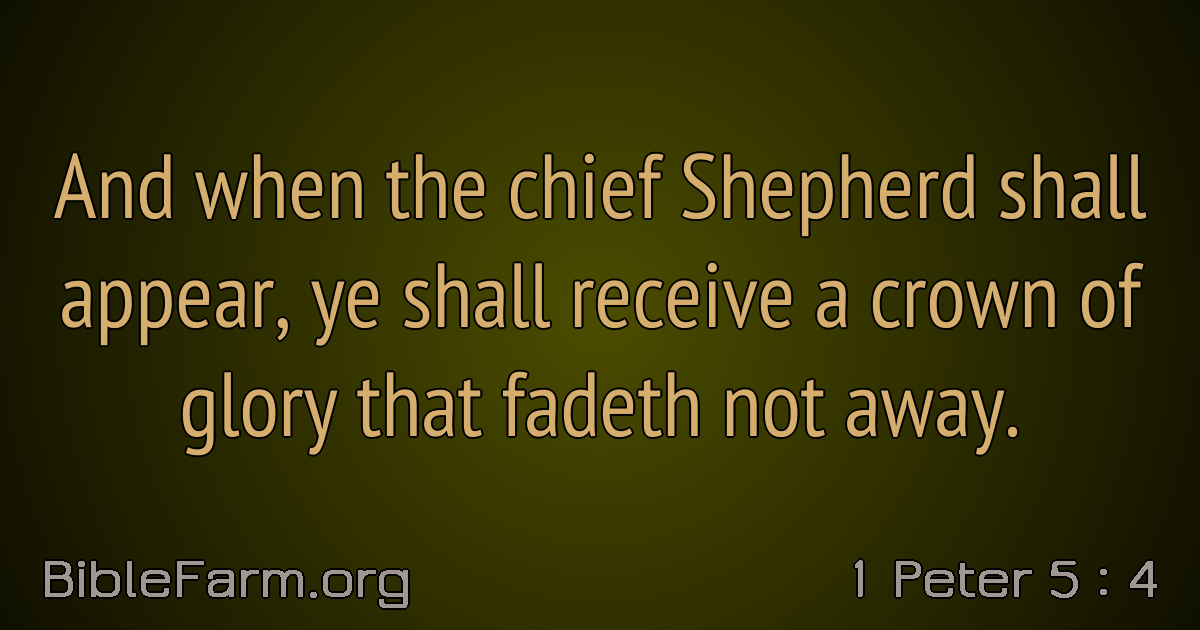 And when the chief Shepherd shall
appear, ye shall receive a crown of
glory that fadeth not away.
BibleFarm.org
1 Peter 5 : 4